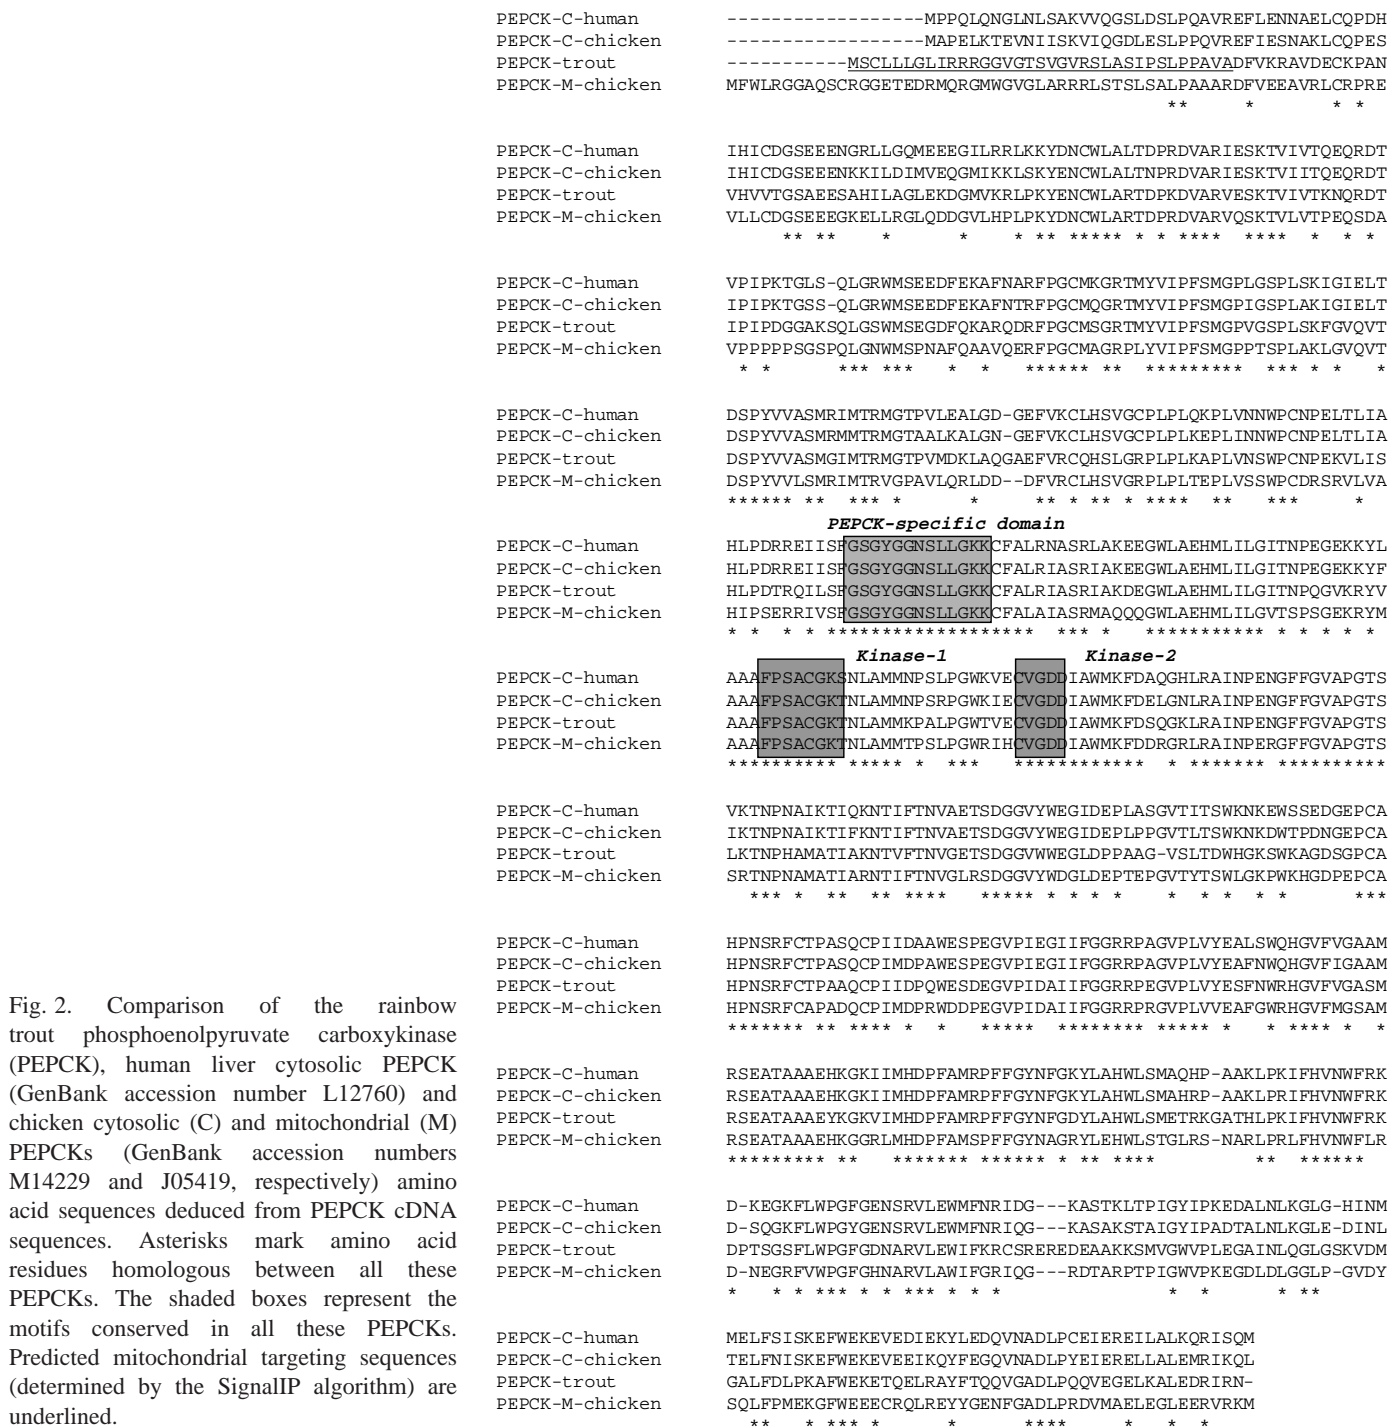 PEPCK-C-human ------------------MPPQLQNGLNLSAKVVQGSLDSLPQAVREFLENNAELCQPDH
PEPCK-C-chicken ------------------MAPELKTEVNIISKVIQGDLESLPPQVREFIESNAKLCQPES
PEPCK-trout -----------MSCLLLGLIRRRGGVGTSVGVRSLASIPSLPPAVADFVKRAVDECKPAN
PEPCK-M-chicken MFWLRGGAQSCRGGETEDRMQRGMWGVGLARRRLSTSLSALPAAARDFVEEAVRLCRPRE
** * * *
PEPCK-C-human IHICDGSEEENGRLLGQMEEEGILRRLKKYDNCWLALTDPRDVARIESKTVIVTQEQRDT
PEPCK-C-chicken IHICDGSEEENKKILDIMVEQGMIKKLSKYENCWLALTNPRDVARIESKTVIITQEQRDT
PEPCK-trout VHVVTGSAEESAHILAGLEKDGMVKRLPKYENCWLARTDPKDVARVESKTVIVTKNQRDT
PEPCK-M-chicken VLLCDGSEEEGKELLRGLQDDGVLHPLPKYDNCWLARTDPRDVARVQSKTVLVTPEQSDA
** ** * * * ** ***** * * **** **** * * *
PEPCK-C-human VPIPKTGLS-QLGRWMSEEDFEKAFNARFPGCMKGRTMYVIPFSMGPLGSPLSKIGIELT
PEPCK-C-chicken IPIPKTGSS-QLGRWMSEEDFEKAFNTRFPGCMQGRTMYVIPFSMGPIGSPLAKIGIELT
PEPCK-trout IPIPDGGAKSQLGSWMSEGDFQKARQDRFPGCMSGRTMYVIPFSMGPVGSPLSKFGVQVT
PEPCK-M-chicken VPPPPPSGSPQLGNWMSPNAFQAAVQERFPGCMAGRPLYVIPFSMGPPTSPLAKLGVQVT
* * *** *** * * ****** ** ********* *** * * *
PEPCK-C-human DSPYVVASMRIMTRMGTPVLEALGD-GEFVKCLHSVGCPLPLQKPLVNNWPCNPELTLIA
PEPCK-C-chicken DSPYVVASMRMMTRMGTAALKALGN-GEFVKCLHSVGCPLPLKEPLINNWPCNPELTLIA
PEPCK-trout DSPYVVASMGIMTRMGTPVMDKLAQGAEFVRCQHSLGRPLPLKAPLVNSWPCNPEKVLIS
PEPCK-M-chicken DSPYVVLSMRIMTRVGPAVLQRLDD--DFVRCLHSVGRPLPLTEPLVSSWPCDRSRVLVA
****** ** *** * * ** * ** * **** ** *** *
PEPCK-specific domain
PEPCK-C-human HLPDRREIISFGSGYGGNSLLGKKCFALRNASRLAKEEGWLAEHMLILGITNPEGEKKYL
PEPCK-C-chicken HLPDRREIISFGSGYGGNSLLGKKCFALRIASRIAKEEGWLAEHMLILGITNPEGEKKYF
PEPCK-trout HLPDTRQILSFGSGYGGNSLLGKKCFALRIASRIAKDEGWLAEHMLILGITNPQGVKRYV
PEPCK-M-chicken HIPSERRIVSFGSGYGGNSLLGKKCFALAIASRMAQQQGWLAEHMLILGVTSPSGEKRYM
* * * * ****************** *** * *********** * * * * *
Kinase-1 Kinase-2
PEPCK-C-human AAAFPSACGKSNLAMMNPSLPGWKVECVGDDIAWMKFDAQGHLRAINPENGFFGVAPGTS
PEPCK-C-chicken AAAFPSACGKTNLAMMNPSRPGWKIECVGDDIAWMKFDELGNLRAINPENGFFGVAPGTS
PEPCK-trout AAAFPSACGKTNLAMMKPALPGWTVECVGDDIAWMKFDSQGKLRAINPENGFFGVAPGTS
PEPCK-M-chicken AAAFPSACGKTNLAMMTPSLPGWRIHCVGDDIAWMKFDDRGRLRAINPERGFFGVAPGTS
********** ***** * *** ************ * ******* **********
PEPCK-C-human VKTNPNAIKTIQKNTIFTNVAETSDGGVYWEGIDEPLASGVTITSWKNKEWSSEDGEPCA
PEPCK-C-chicken IKTNPNAIKTIFKNTIFTNVAETSDGGVYWEGIDEPLPPGVTLTSWKNKDWTPDNGEPCA
PEPCK-trout LKTNPHAMATIAKNTVFTNVGETSDGGVWWEGLDPPAAG-VSLTDWHGKSWKAGDSGPCA
PEPCK-M-chicken SRTNPNAMATIARNTIFTNVGLRSDGGVYWDGLDEPTEPGVTYTSWLGKPWKHGDPEPCA
*** * ** ** **** ***** * * * * * * * * ***
PEPCK-C-human HPNSRFCTPASQCPIIDAAWESPEGVPIEGIIFGGRRPAGVPLVYEALSWQHGVFVGAAM
PEPCK-C-chicken HPNSRFCTPASQCPIMDPAWESPEGVPIEGIIFGGRRPAGVPLVYEAFNWQHGVFIGAAM
PEPCK-trout HPNSRFCTPAAQCPIIDPQWESDEGVPIDAIIFGGRRPEGVPLVYESFNWRHGVFVGASM
PEPCK-M-chicken HPNSRFCAPADQCPIMDPRWDDPEGVPIDAIIFGGRRPRGVPLVVEAFGWRHGVFMGSAM
******* ** **** * * ***** ********* ***** * * **** * *
PEPCK-C-human RSEATAAAEHKGKIIMHDPFAMRPFFGYNFGKYLAHWLSMAQHP-AAKLPKIFHVNWFRK
PEPCK-C-chicken RSEATAAAEHKGKIIMHDPFAMRPFFGYNFGKYLAHWLSMAHRP-AAKLPRIFHVNWFRK
PEPCK-trout RSEATAAAEYKGKVIMHDPFAMRPFFGYNFGDYLAHWLSMETRKGATHLPKIFHVNWFRK
PEPCK-M-chicken RSEATAAAEHKGGRLMHDPFAMSPFFGYNAGRYLEHWLSTGLRS-NARLPRLFHVNWFLR
********* ** ******* ****** * ** **** ** ******
PEPCK-C-human D-KEGKFLWPGFGENSRVLEWMFNRIDG---KASTKLTPIGYIPKEDALNLKGLG-HINM
PEPCK-C-chicken D-SQGKFLWPGYGENSRVLEWMFNRIQG---KASAKSTAIGYIPADTALNLKGLE-DINL
PEPCK-trout DPTSGSFLWPGFGDNARVLEWIFKRCSREREDEAAKKSMVGWVPLEGAINLQGLGSKVDM
PEPCK-M-chicken D-NEGRFVWPGFGHNARVLAWIFGRIQG---RDTARPTPIGWVPKEGDLDLGGLP-GVDY
* * * *** * * *** * * * * * * **
PEPCK-C-human MELFSISKEFWEKEVEDIEKYLEDQVNADLPCEIEREILALKQRISQM
PEPCK-C-chicken TELFNISKEFWEKEVEEIKQYFEGQVNADLPYEIERELLALEMRIKQL
PEPCK-trout GALFDLPKAFWEKETQELRAYFTQQVGADLPQQVEGELKALEDRIRN-
PEPCK-M-chicken SQLFPMEKGFWEEECRQLREYYGENFGADLPRDVMAELEGLEERVRKM
** * *** * * **** * * *
Fig. 2. Comparison of the rainbow
trout phosphoenolpyruvate carboxykinase
(PEPCK), human liver cytosolic PEPCK
(GenBank accession number L12760) and
chicken cytosolic (C) and mitochondrial (M)
PEPCKs (GenBank accession numbers
M14229 and J05419, respectively) amino
acid sequences deduced from PEPCK cDNA
sequences. Asterisks mark amino acid
residues homologous between all these
PEPCKs. The shaded boxes represent the
motifs conserved in all these PEPCKs.
Predicted mitochondrial targeting sequences
(determined by the SignalIP algorithm) are
underlined.